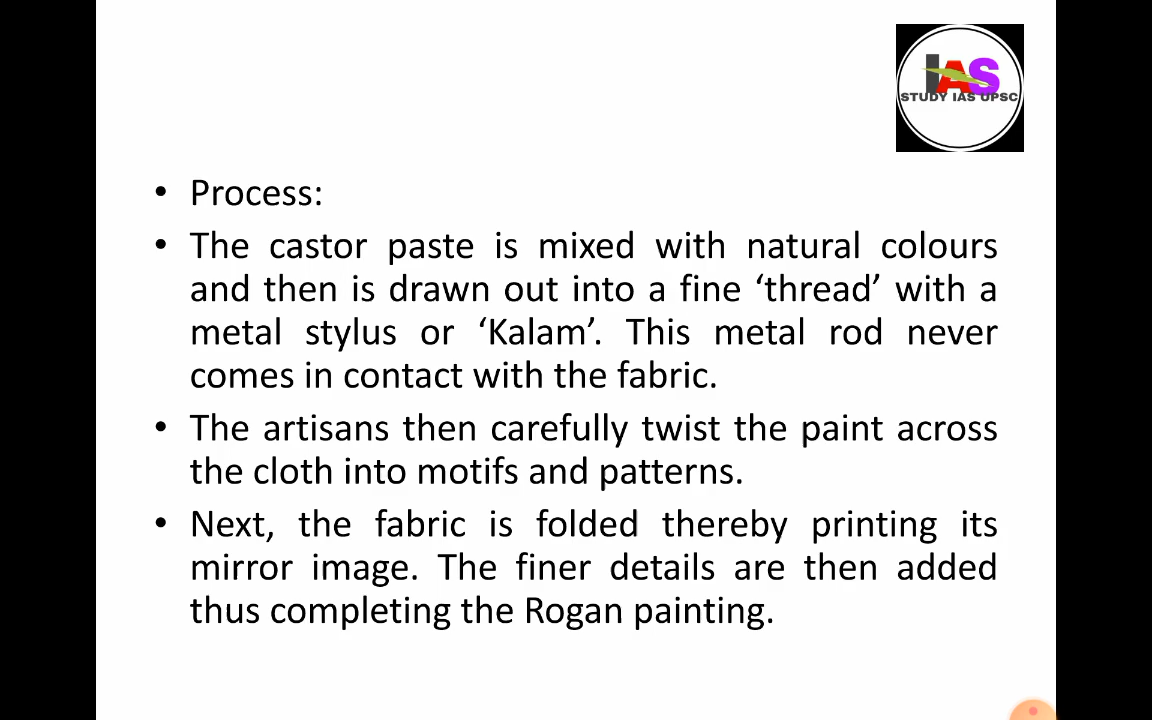 IAS
STUDY IAS UPSC
• Process:
• The castor paste is mixed with natural colours
and then is drawn out into a fine ‘thread’ with a
metal stylus or ‘Kalam’. This metal rod never
comes in contact with the fabric.
• The artisans then carefully twist the paint across
the cloth into motifs and patterns.
• Next, the fabric is folded thereby printing its
mirror image. The finer details are then added
thus completing the Rogan painting.